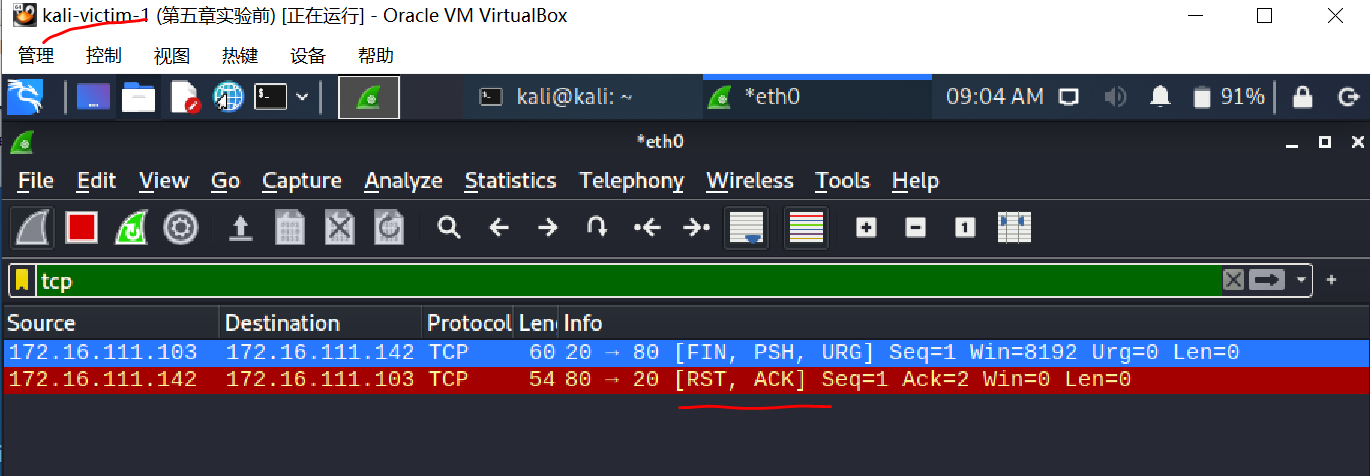 kali-victim-1 (第五章实验前) [正在运行] - Oracle VM VirtualBox
管理 控制 视图 热键 设备 帮助
kali@kali: ~ *eth0 09:04 AM 91%
*eth0
File Edit View Go Capture Analyze Statistics Telephony Wireless Tools Help
tcp
Source Destination Protocol Len Info
172.16.111.103 172.16.111.142 TCP 60 20 → 80 [FIN, PSH, URG] Seq=1 Win=8192 Urg=0 Len=0
172.16.111.142 172.16.111.103 TCP 54 80 → 20 [RST, ACK] Seq=1 Ack=2 Win=0 Len=0